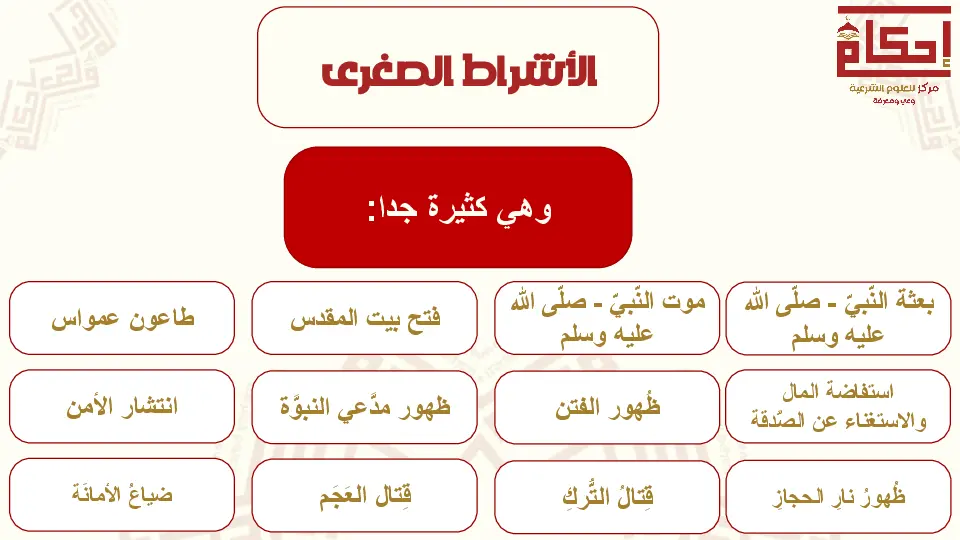 إحكام
مركز للعلوم الشرعية
وعي ومعرفة
الأشراط الصغرى
وهي كثيرة جدا:
بعثة النّبيّ - صلّى الله
عليه وسلم
موت النّبيّ - صلّى الله
عليه وسلم
فتح بيت المقدس
طاعون عمواس
استفاضة المال
والاستغناء عن الصّدقة
ظُهور الفتن
ظهور مدَّعي النبوَّة
انتشار الأمن
ظُهورُ نارِ الحجازِ
قِتالُ التُّركِ
قِتال العَجَم
ضياعُ الأمانَة